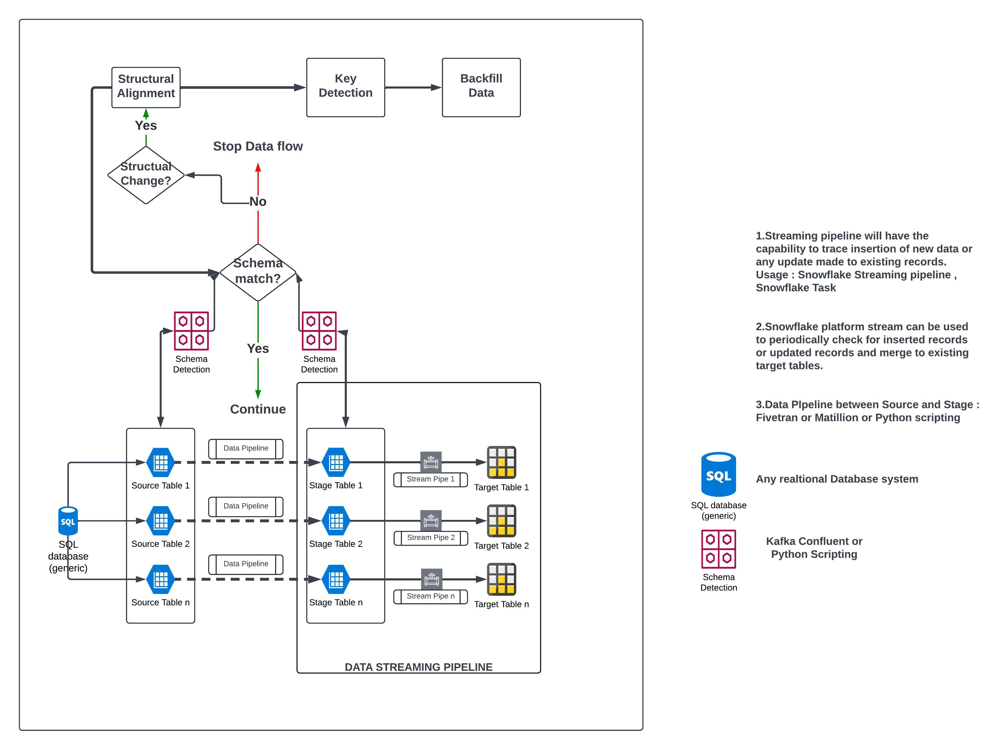 Structural
Alignment
Key
Detection
Backfill
Data
Yes
Stop Data flow
Structual
Change?
No
Schema
match?
Yes
Schema
Detection
Schema
Detection
Continue
Data Pipeline
Source Table 1
Stage Table 1
Stream Pipe 1
Target Table 1
Data Pipeline
SQL
SQL
database
(generic)
Source Table 2
Stage Table 2
Stream Pipe 2
Target Table 2
Data Pipeline
Source Table n
Stage Table n
Stream Pipe n
Target Table n
DATA STREAMING PIPELINE
1.Streaming pipeline will have the
capability to trace insertion of new data or
any update made to existing records.
Usage : Snowflake Streaming pipeline ,
Snowflake Task
2.Snowflake platform stream can be used
to periodically check for inserted records
or updated records and merge to existing
target tables.
3.Data PIpeline between Source and Stage :
Fivetran or Matillion or Python scripting
SQL
Any realtional Database system
SQL database
(generic)
Kafka Confluent or
Python Scripting
Schema
Detection